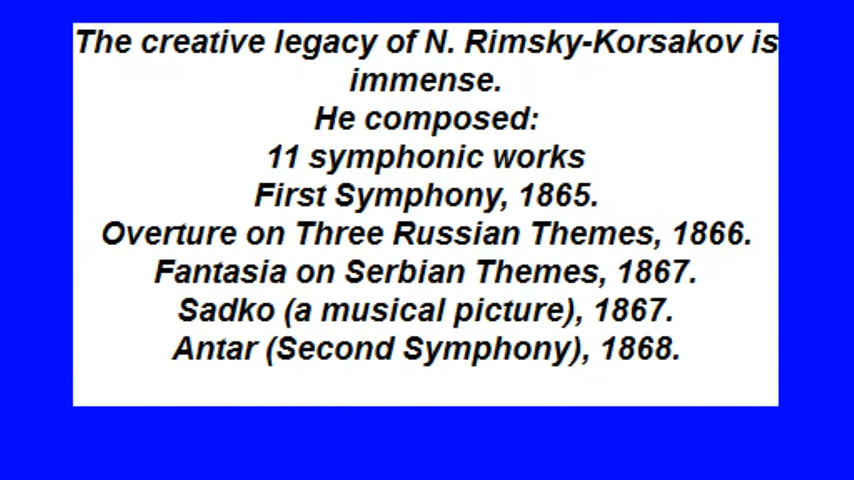 The creative legacy of N. Rimsky-Korsakov is
immense.
He composed:
11 symphonic works
First Symphony, 1865.
Overture on Three Russian Themes, 1866.
Fantasia on Serbian Themes, 1867.
Sadko (a musical picture), 1867.
Antar (Second Symphony), 1868.